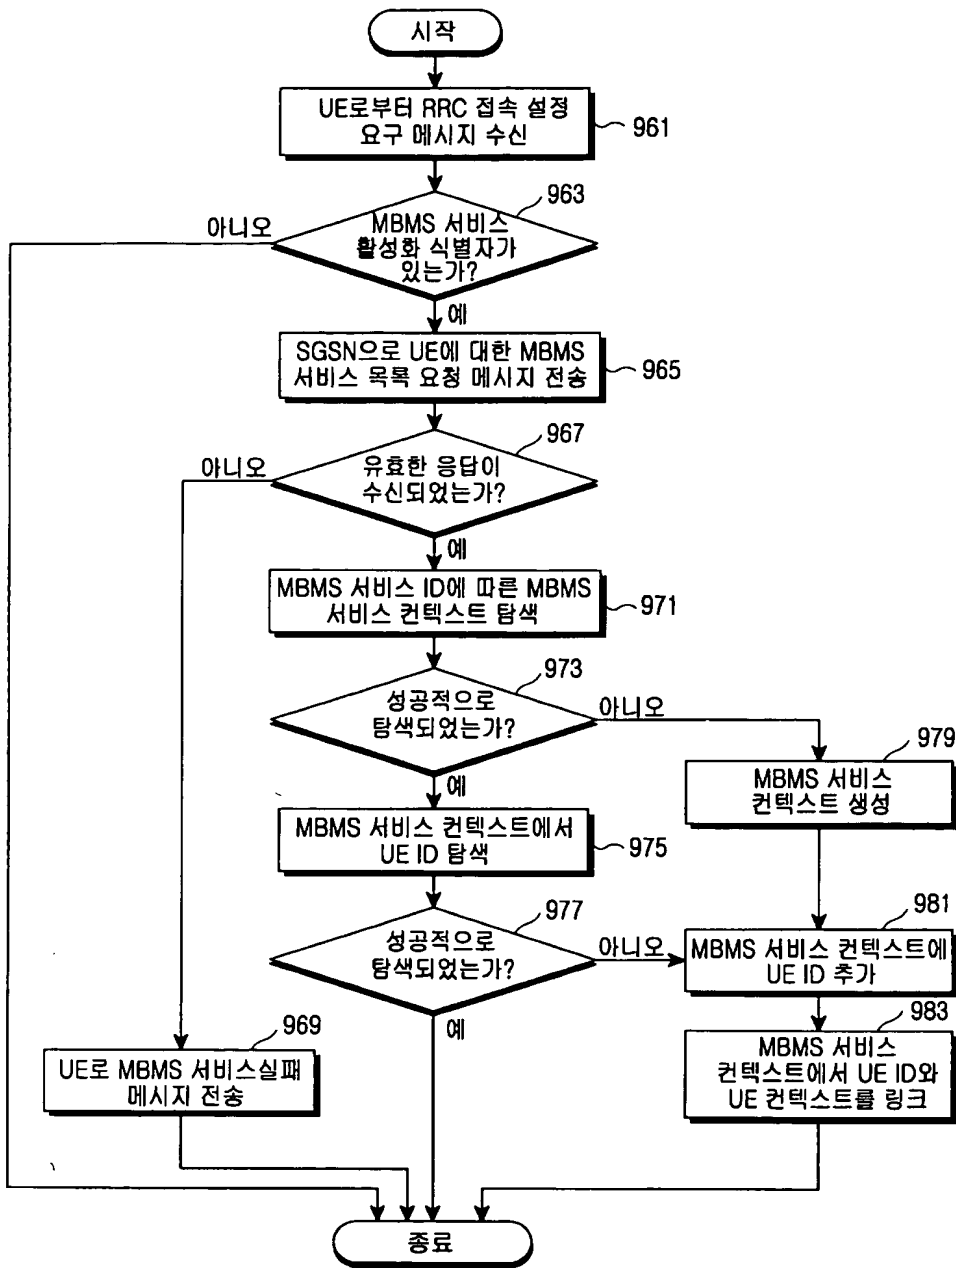 시작
UE로부터 RRC 접속 설정
요구 메시지 수신
961
963
아니오
MBMS 서비스
활성화 식별자가
있는가?
예
SGSN으로 UE에 대한 MBMS
서비스 목록 요청 메시지 전송
965
967
아니오
유효한 응답이
수신되었는가?
예
MBMS 서비스 ID에 따른 MBMS
서비스 컨텍스트 탐색
971
973
성공적으로
탐색되었는가?
아니오
예
979
MBMS 서비스
컨텍스트 생성
MBMS 서비스 컨텍스트에서
UE ID 탐색
975
977
성공적으로
탐색되었는가?
아니오
예
981
MBMS 서비스 컨텍스트에
UE ID 추가
983
MBMS 서비스
컨텍스트에서 UE ID와
UE 컨텍스트를 링크
969
UE로 MBMS 서비스실패
메시지 전송
종료